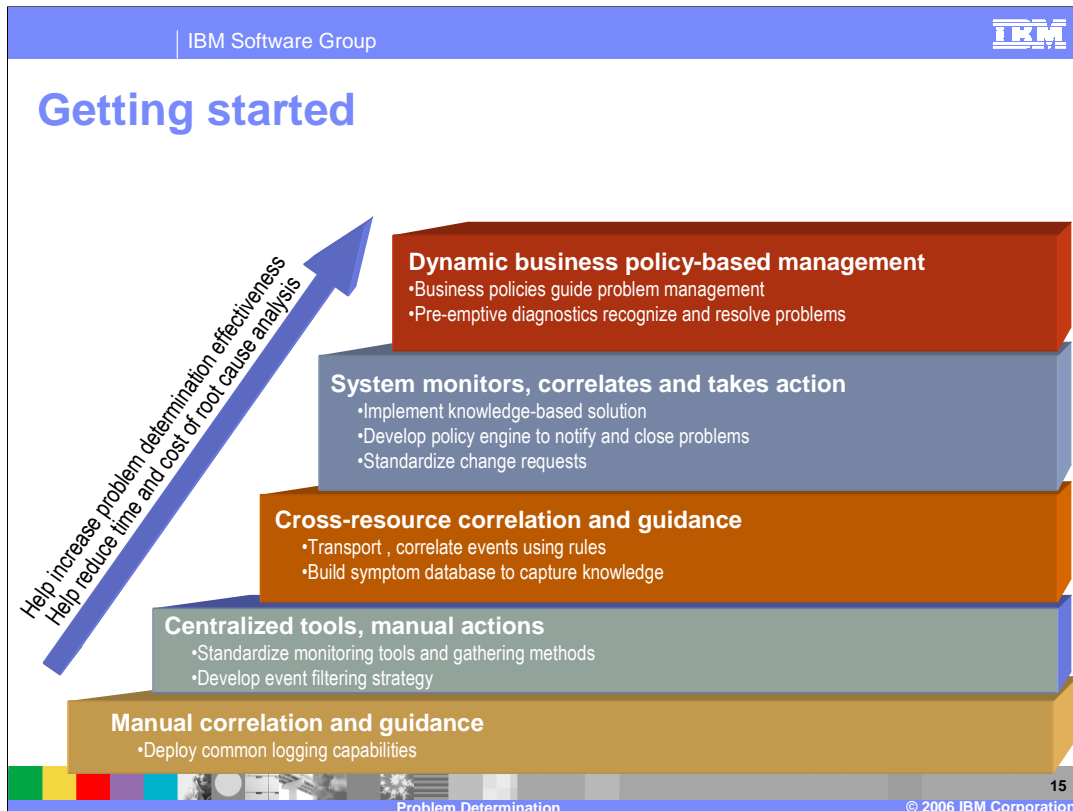 IBM Software Group
IBM
Getting started
Help increase problem determination effectiveness
Help reduce time and cost of root cause analysis
Dynamic business policy-based management
•Business policies guide problem management
•Pre-emptive diagnostics recognize and resolve problems
System monitors, correlates and takes action
•Implement knowledge-based solution
•Develop policy engine to notify and close problems
•Standardize change requests
Cross-resource correlation and guidance
•Transport , correlate events using rules
•Build symptom database to capture knowledge
Centralized tools, manual actions
•Standardize monitoring tools and gathering methods
•Develop event filtering strategy
Manual correlation and guidance
•Deploy common logging capabilities
15
Problem Determination
© 2006 IBM Corporation